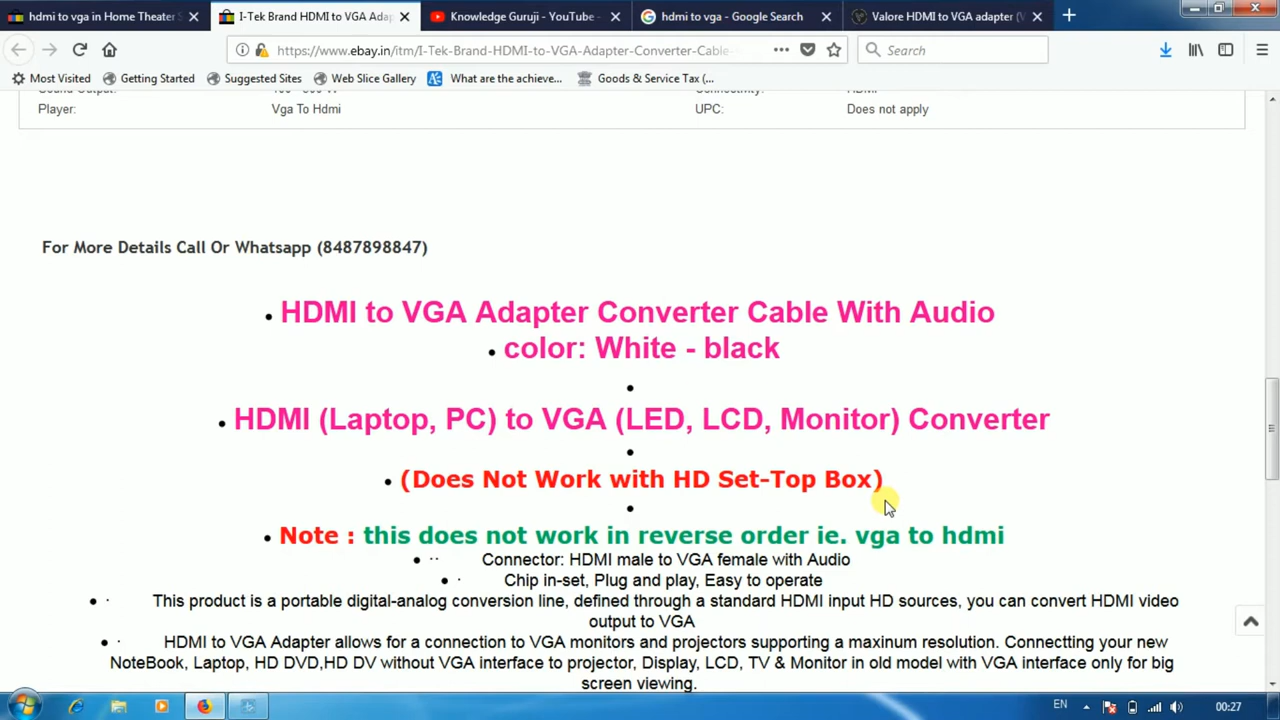 hdmi to vga in Home Theater S
I-Tek Brand HDMI to VGA Adap
Knowledge Guruji - YouTube -
hdmi to vga - Google Search
Valore HDMI to VGA adapter (V
https://www.ebay.in/itm/I-Tek-Brand-HDMI-to-VGA-Adapter-Converter-Cable-
Search
Most Visited
Getting Started
Suggested Sites
Web Slice Gallery
What are the achieve...
Goods & Service Tax (...
Sound Output:
Connectivity:
HDMI
Player:
Vga To Hdmi
UPC:
Does not apply
For More Details Call Or Whatsapp (8487898847)
• HDMI to VGA Adapter Converter Cable With Audio
• color: White - black
•
• HDMI (Laptop, PC) to VGA (LED, LCD, Monitor) Converter
•
• (Does Not Work with HD Set-Top Box)
•
• Note : this does not work in reverse order ie. vga to hdmi
• ·· Connector: HDMI male to VGA female with Audio
• · Chip in-set, Plug and play, Easy to operate
• · This product is a portable digital-analog conversion line, defined through a standard HDMI input HD sources, you can convert HDMI video
output to VGA
• · HDMI to VGA Adapter allows for a connection to VGA monitors and projectors supporting a maxinum resolution. Connectting your new
NoteBook, Laptop, HD DVD,HD DV without VGA interface to projector, Display, LCD, TV & Monitor in old model with VGA interface only for big
screen viewing.
EN
00:27